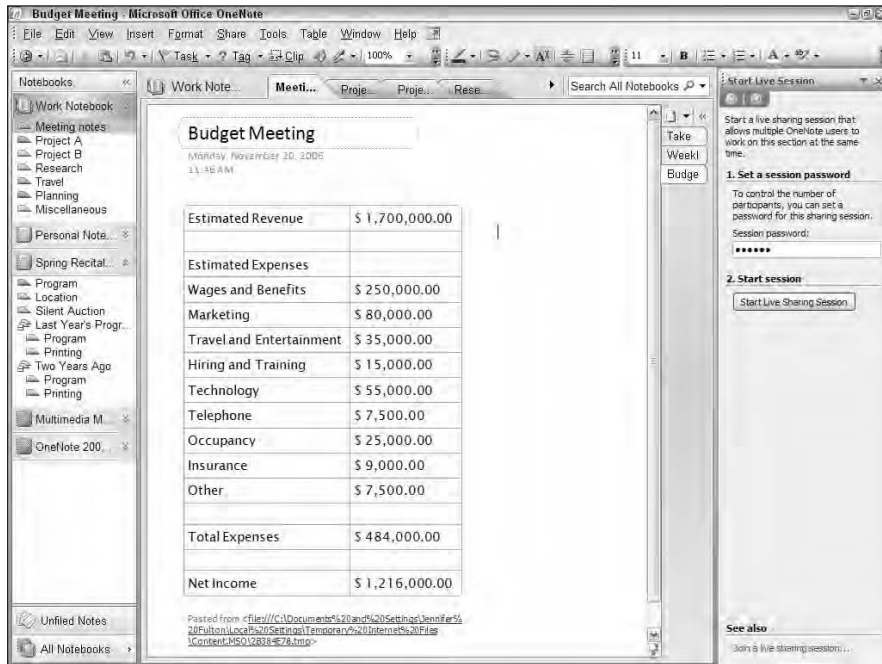 Budget Meeting - Microsoft Office OneNote
File Edit View Insert Format Share Tools Table Window Help
Task ? Tag Clip 100% 11 B A
Notebooks
Work Notebook
Meeting notes
Project A
Project B
Research
Travel
Planning
Miscellaneous
Personal Note...
Spring Recital...
Program
Location
Silent Auction
Last Year's Progr...
Program
Printing
Two Years Ago
Program
Printing
Multimedia M...
OneNote 200...
Unfiled Notes
All Notebooks
Work Note... Meeti... Proje... Proje... Rese...
Search All Notebooks
Budget Meeting
Monday, November 20, 2006
11:46 AM
Estimated Revenue $ 1,700,000.00
Estimated Expenses
Wages and Benefits $ 250,000.00
Marketing $ 80,000.00
Travel and Entertainment $ 35,000.00
Hiring and Training $ 15,000.00
Technology $ 55,000.00
Telephone $ 7,500.00
Occupancy $ 25,000.00
Insurance $ 9,000.00
Other $ 7,500.00
Total Expenses $ 484,000.00
Net Income $ 1,216,000.00
Pasted from <file:///C:\Documents%20and%20Settings\Jennifer%
20Fulton\Local%20Settings\Temporary%20Internet%20Files
\Content.MSO\2B384E78.tmp>
Take
Weekl
Budge
Start Live Session
Start a live sharing session that
allows multiple OneNote users to
work on this section at the same
time.
1. Set a session password
To control the number of
participants, you can set a
password for this sharing session.
Session password:
••••••
2. Start session
Start Live Sharing Session
See also
Join a live sharing session...